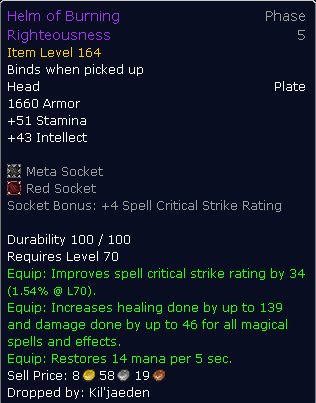 Helm of Burning Phase
Righteousness 5
Item Level 164
Binds when picked up
Head Plate
1660 Armor
+51 Stamina
+43 Intellect
Meta Socket
Red Socket
Socket Bonus: +4 Spell Critical Strike Rating
Durability 100 / 100
Requires Level 70
Equip: Improves spell critical strike rating by 34
(1.54% @ L70).
Equip: Increases healing done by up to 139
and damage done by up to 46 for all magical
spells and effects.
Equip: Restores 14 mana per 5 sec.
Sell Price: 8 58 19
Dropped by: Kil'jaeden